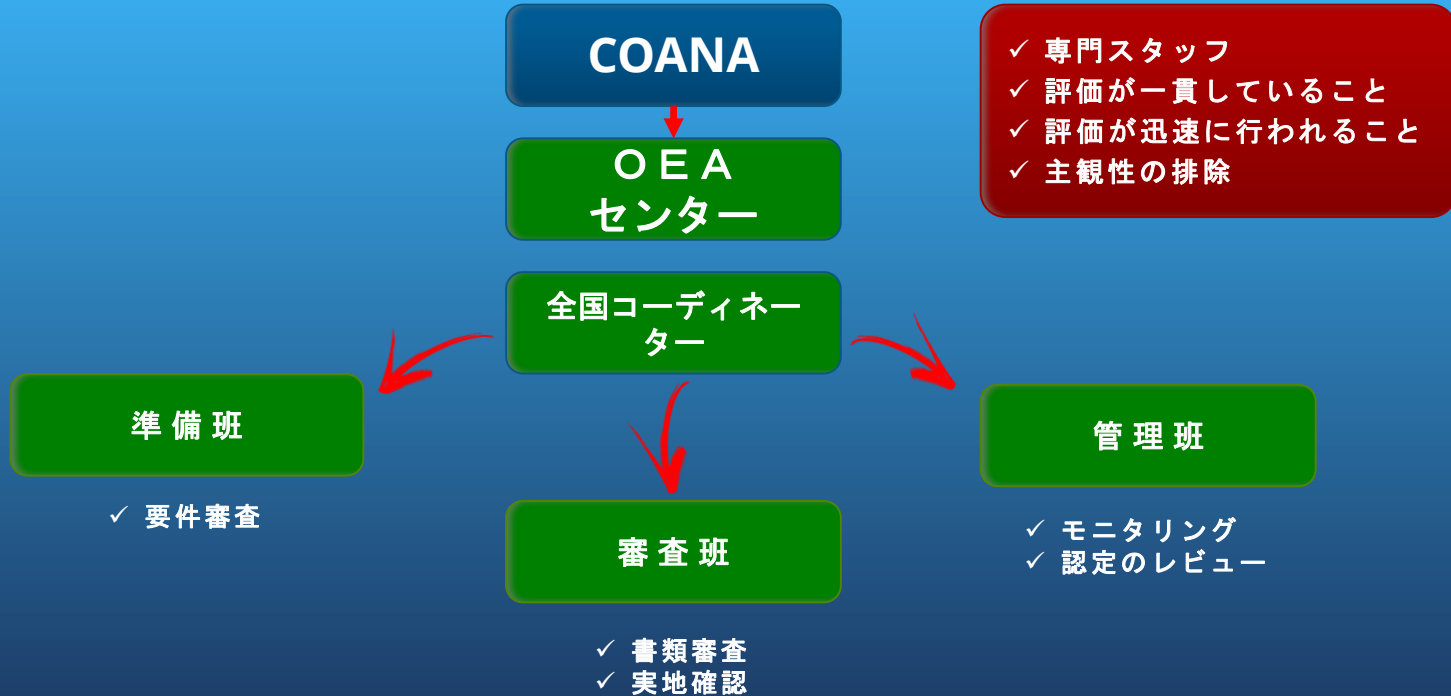 COANA
✓ 専門スタッフ
✓ 評価が一貫していること
✓ 評価が迅速に行われること
✓ 主観性の排除
ＯＥＡ
センター
全国コーディネー
ター
準備班
✓ 要件審査
管理班
✓ モニタリング
✓ 認定のレビュー
審査班
✓ 書類審査
✓ 実地確認